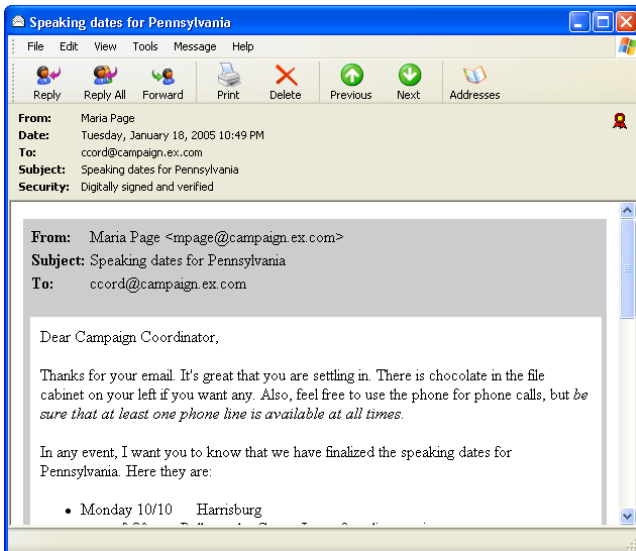 Speaking dates for Pennsylvania
File Edit View Tools Message Help
Reply Reply All Forward Print Delete Previous Next Addresses
From: Maria Page
Date: Tuesday, January 18, 2005 10:49 PM
To: ccord@campaign.ex.com
Subject: Speaking dates for Pennsylvania
Security: Digitally signed and verified
From: Maria Page <mpage@campaign.ex.com>
Subject: Speaking dates for Pennsylvania
To: ccord@campaign.ex.com
Dear Campaign Coordinator,
Thanks for your email. It's great that you are settling in. There is chocolate in the file
cabinet on your left if you want any. Also, feel free to use the phone for phone calls, but be
sure that at least one phone line is available at all times.
In any event, I want you to know that we have finalized the speaking dates for
Pennsylvania. Here they are:
• Monday 10/10 Harrisburg